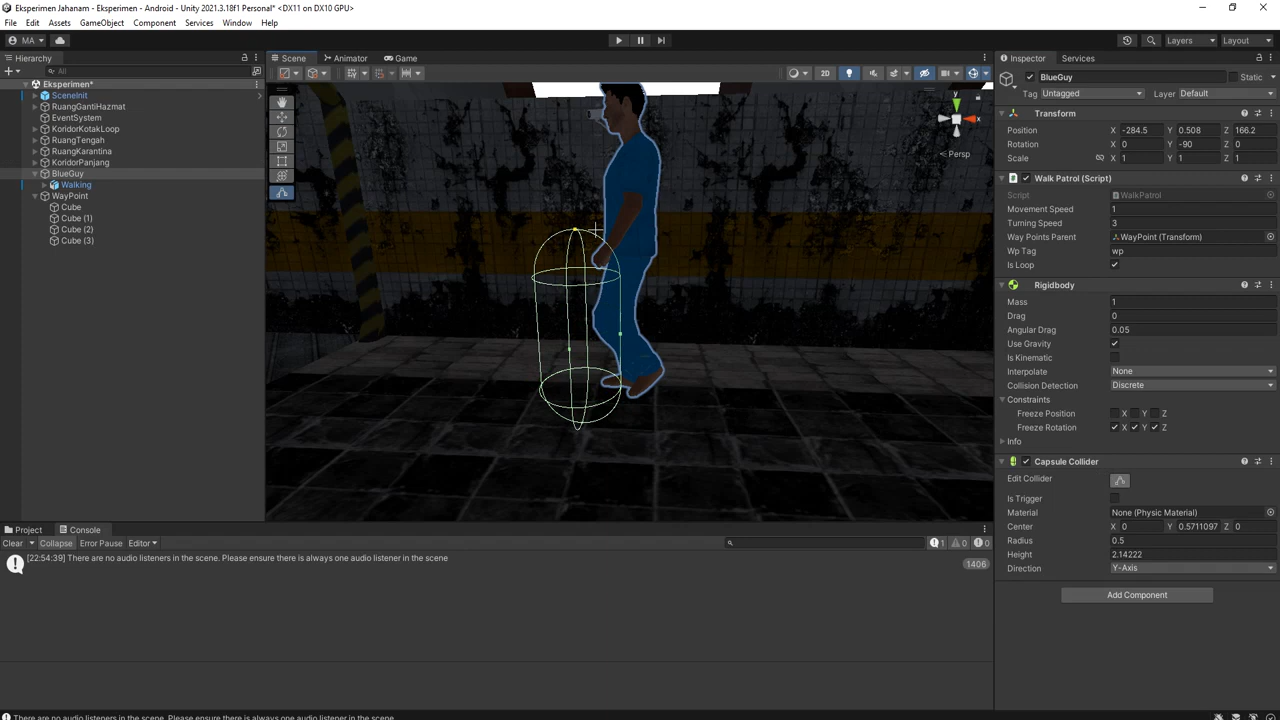 Eksperimen Jahanam - Eksperimen - Android - Unity 2021.3.18f1 Personal* <DX11 on DX10 GPU>
File Edit Assets GameObject Component Services Window Help
MA Layers Layout
Hierarchy
All
Eksperimen*
SceneInit
RuangGantiHazmat
EventSystem
KoridorKotakLoop
RuangTengah
RuangKarantina
KoridorPanjang
BlueGuy
Walking
WayPoint
Cube
Cube (1)
Cube (2)
Cube (3)
Scene Animator Game
2D
y
x
Persp
Inspector Services
BlueGuy Static
Tag Untagged Layer Default
Transform
Position X -284.5 Y 0.508 Z 166.2
Rotation X 0 Y -90 Z 0
Scale X 1 Y 1 Z 1
Walk Patrol (Script)
Script WalkPatrol
Movement Speed 1
Turning Speed 3
Way Points Parent WayPoint (Transform)
Wp Tag wp
Is Loop
Rigidbody
Mass 1
Drag 0
Angular Drag 0.05
Use Gravity
Is Kinematic
Interpolate None
Collision Detection Discrete
Constraints
Freeze Position X Y Z
Freeze Rotation X Y Z
Info
Capsule Collider
Edit Collider
Is Trigger
Material None (Physic Material)
Center X 0 Y 0.5711097 Z 0
Radius 0.5
Height 2.14222
Direction Y-Axis
Add Component
Project Console
Clear Collapse Error Pause Editor 1 0 0
[22:54:39] There are no audio listeners in the scene. Please ensure there is always one audio listener in the scene
1406
There are no audio listeners in the scene. Please ensure there is always one audio listener in the scene